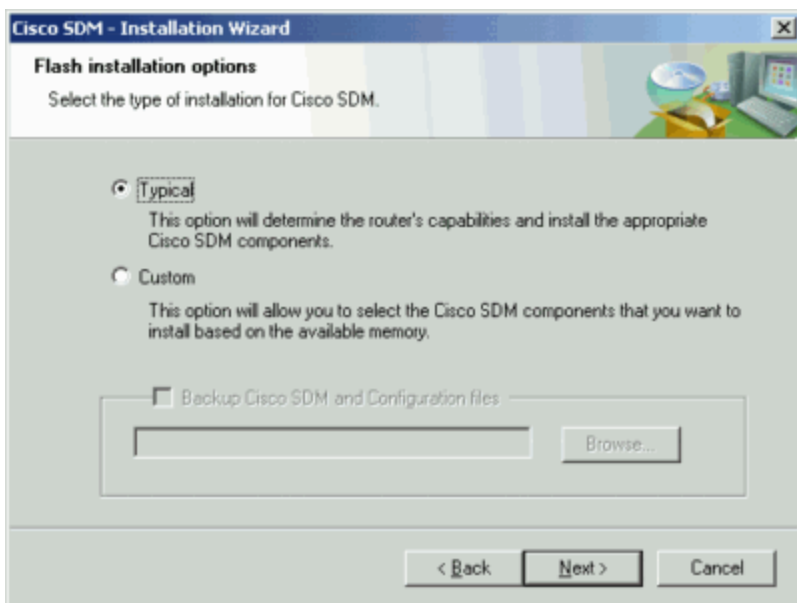 Cisco SDM - Installation Wizard
Flash installation options
Select the type of installation for Cisco SDM.
Typical
This option will determine the router's capabilities and install the appropriate
Cisco SDM components.
Custom
This option will allow you to select the Cisco SDM components that you want to
install based on the available memory.
Backup Cisco SDM and Configuration files
Browse...
< Back
Next >
Cancel